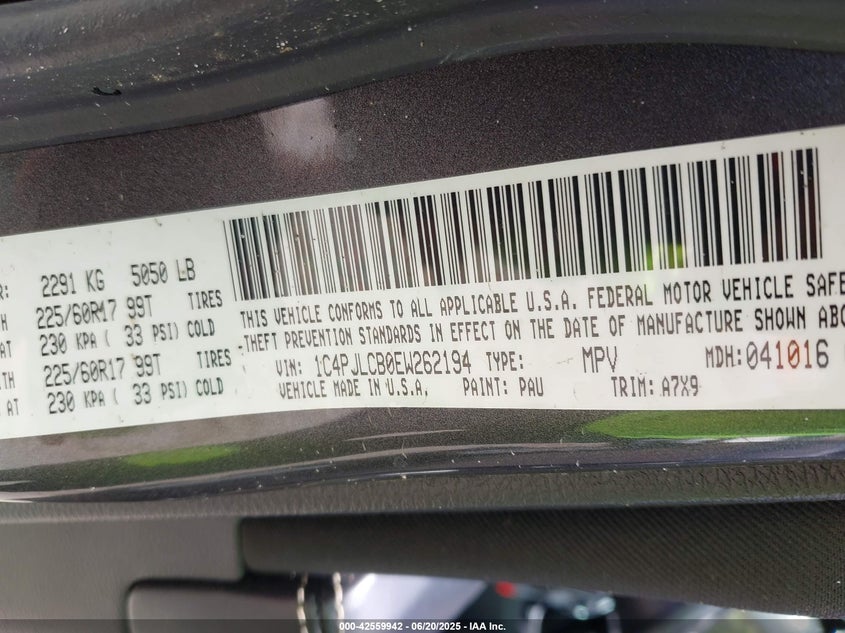 R: 2291 KG 5050 LB
TH 225/60R17 99T TIRES
AT 230 KPA ( 33 PSI) COLD
WITH 225/60R17 99T TIRES
AT 230 KPA ( 33 PSI) COLD
THIS VEHICLE CONFORMS TO ALL APPLICABLE U.S.A. FEDERAL MOTOR VEHICLE SAFE
THEFT PREVENTION STANDARDS IN EFFECT ON THE DATE OF MANUFACTURE SHOWN ABO
VIN: 1C4PJLCB0EW262194 TYPE: MPV MDH:041016
VEHICLE MADE IN U.S.A. PAINT: PAU TRIM: A7X9
000-42559942 - 06/20/2025 - IAA Inc.